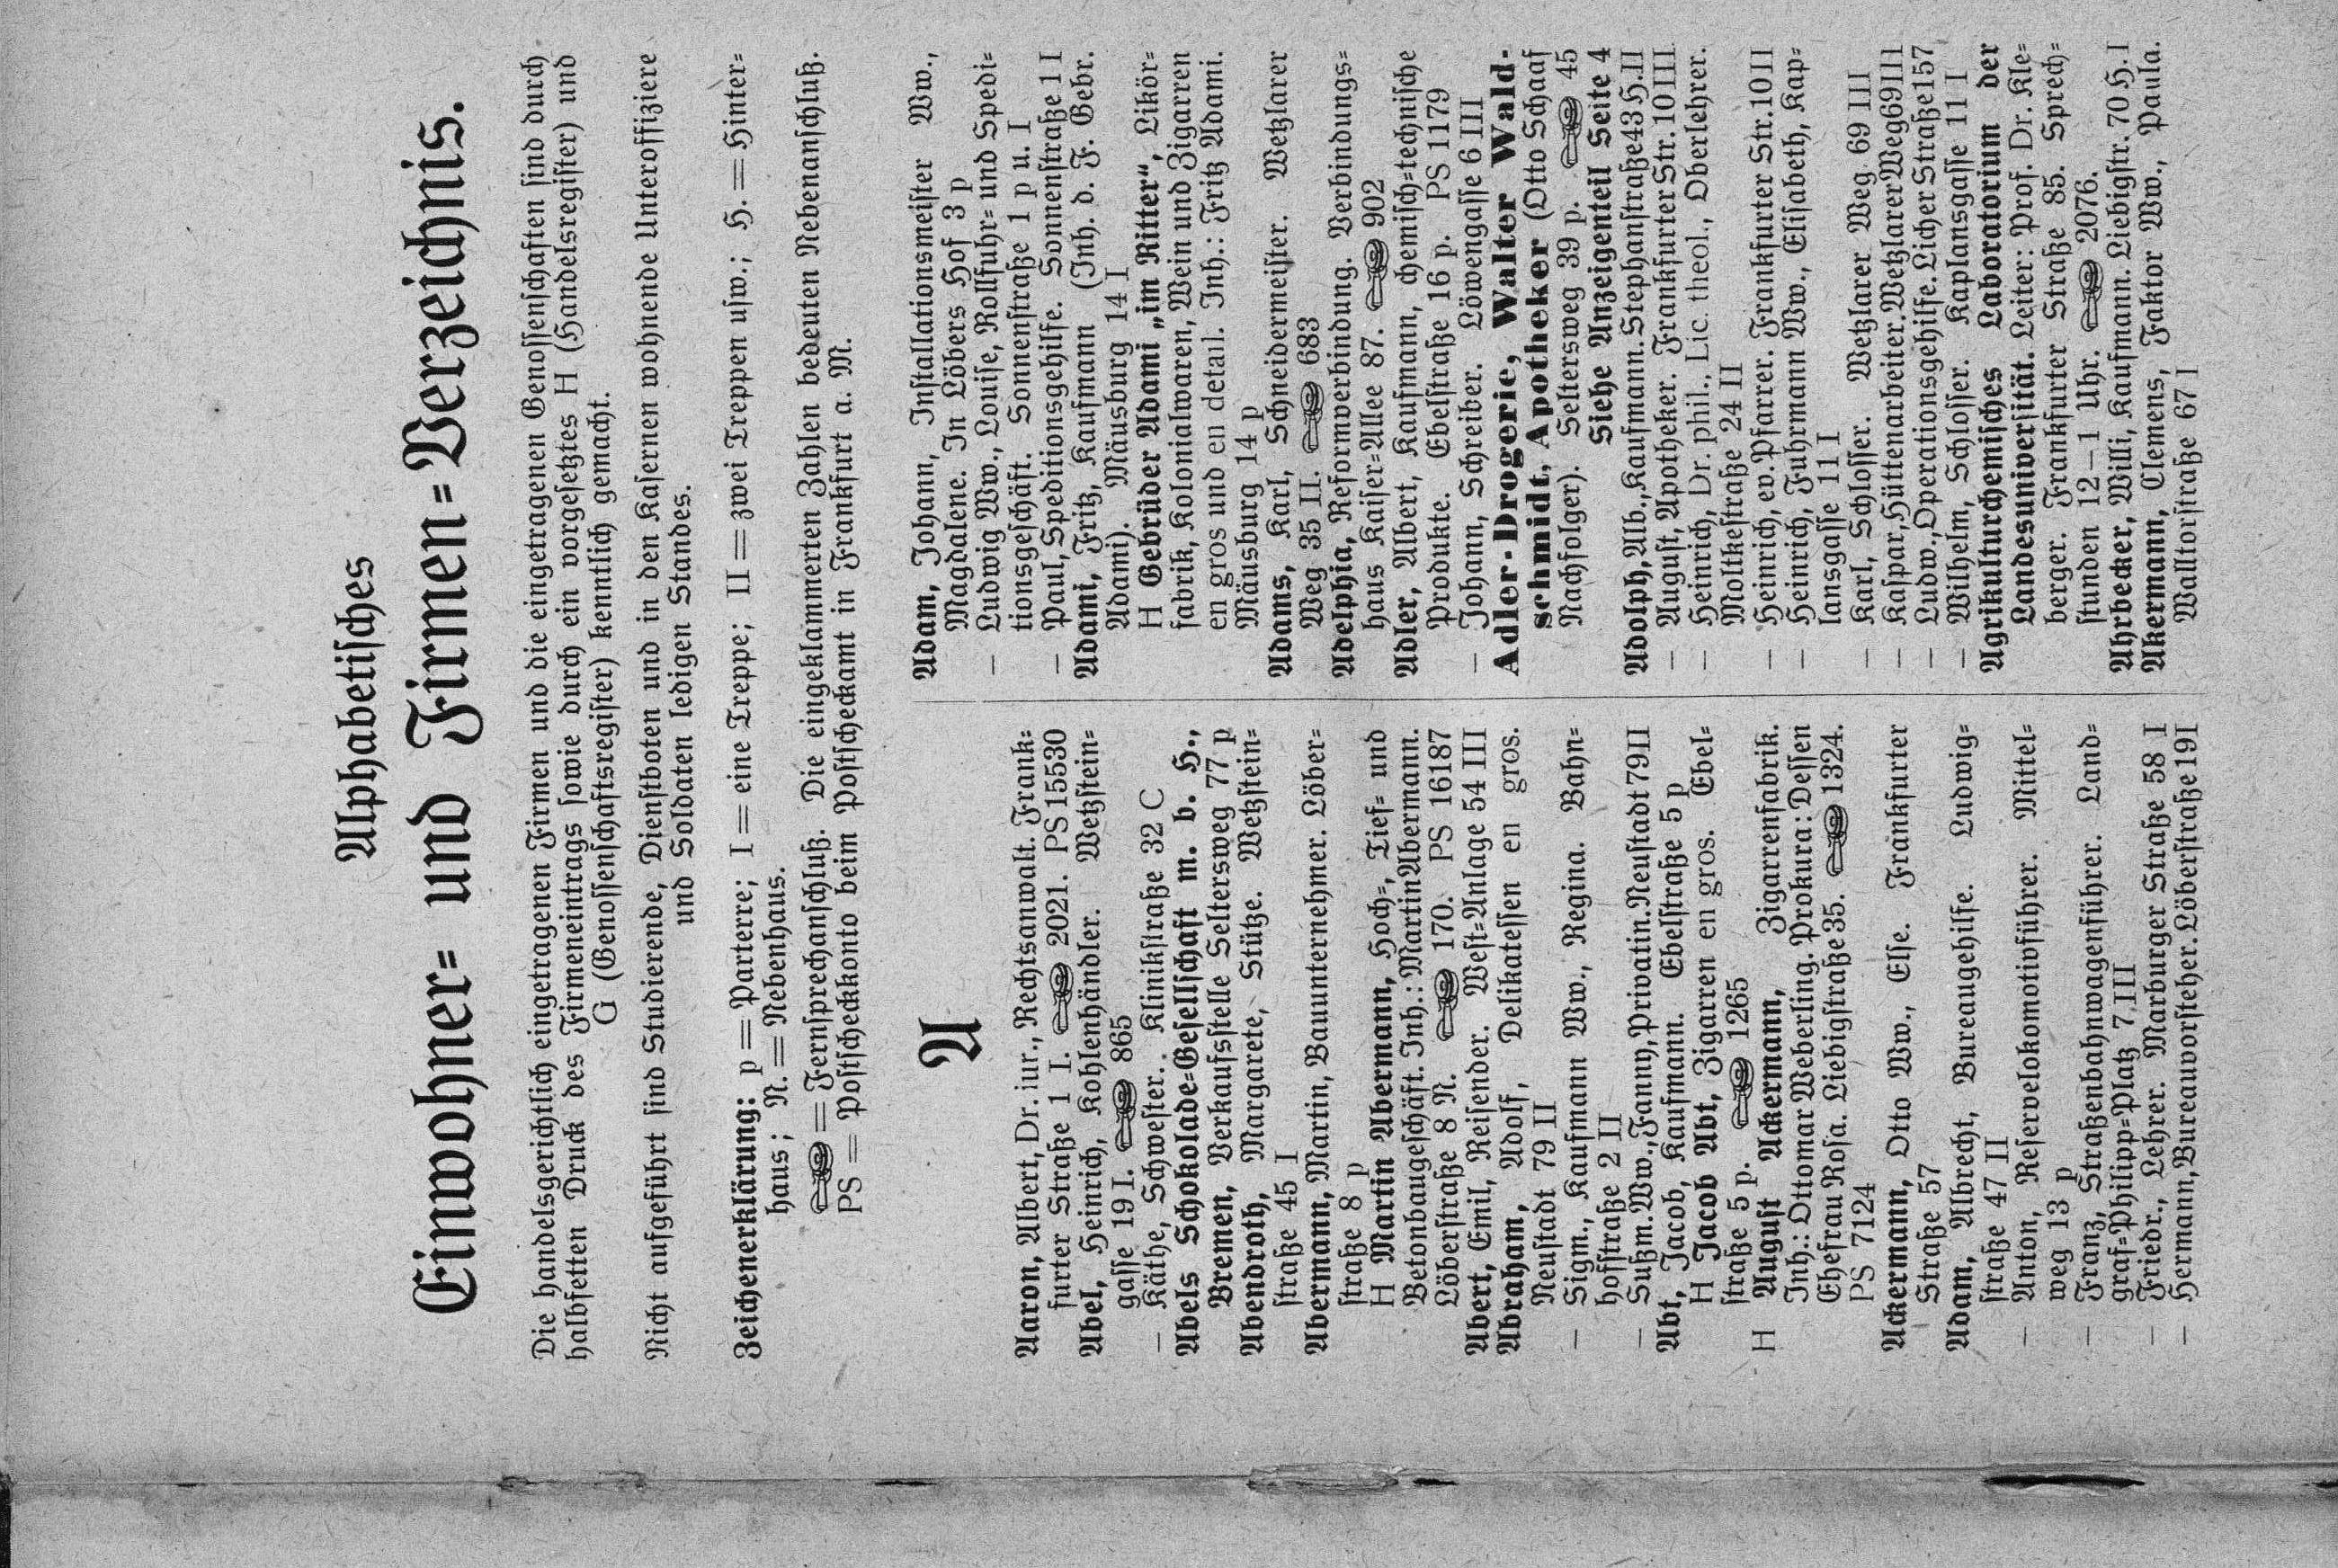 Alphabetisches
Einwohner= und Firmen=Verzeichnis.
Die handelsgerichtlich eingetragenen Firmen und die eingetragenen Genossenschaften sind durch
halbfetten Druck des Firmeneintrags sowie durch ein vorgesetztes H (Handelsregister) und
G (Genossenschaftsregister) kenntlich gemacht.
Nicht aufgeführt sind Studierende, Dienstboten und in den Kasernen wohnende Unteroffiziere
und Soldaten ledigen Standes.
Zeichenerklärung: p = Parterre; I = eine Treppe; II = zwei Treppen usw.; H. = Hinter=
haus; N. = Nebenhaus.
= Fernsprechanschluß. Die eingeklammerten Zahlen bedeuten Nebenanschluß.
PS = Postscheckkonto beim Postscheckamt in Frankfurt a. M.
A
Aaron, Albert, Dr. iur., Rechtsanwalt. Frank=
furter Straße 1 I. 2021. PS 15530
Abel, Heinrich, Kohlenhändler. Wetzstein=
gasse 19 I. 865
— Käthe, Schwester. Klinikstraße 32 C
Abels Schokolade=Gesellschaft m. b. H.,
Bremen, Verkaufsstelle Seltersweg 77 p
Abendroth, Margarete, Stütze. Wetzstein=
straße 45 I
Abermann, Martin, Bauunternehmer. Löber=
straße 8 p
H Martin Abermann, Hoch=, Tief= und
Betonbaugeschäft. Inh.: Martin Abermann.
Löberstraße 8 N. 170. PS 16187
Abert, Emil, Reisender. West=Anlage 54 III
Abraham, Adolf, Delikatessen en gros.
Neustadt 79 II
— Sigm., Kaufmann Ww., Regina. Bahn=
hofstraße 2 II
— Sußm. Ww., Fanny, Privatin. Neustadt 79 II
Abt, Jacob, Kaufmann. Ebelstraße 5 p
H Jacob Abt, Zigarren en gros. Ebel=
straße 5 p. 1265
H August Ackermann, Zigarrenfabrik.
Inh.: Ottomar Weberling. Prokura: Dessen
Ehefrau Rosa. Liebigstraße 35. 1324.
PS 7124
Ackermann, Otto Ww., Else. Frankfurter
Straße 57
Adam, Albrecht, Bureaugehilfe. Ludwig=
straße 47 II
— Anton, Reservelokomotivführer. Mittel=
weg 13 p
— Franz, Straßenbahnwagenführer. Land=
graf=Philipp=Platz 7 III
— Friedr., Lehrer. Marburger Straße 58 I
— Hermann, Bureauvorsteher. Löberstraße 19 I
Adam, Johann, Installationsmeister Ww.,
Magdalene. In Löbers Hof 3 p
— Ludwig Ww., Louise, Rollfuhr= und Spedi=
tionsgeschäft. Sonnenstraße 1 p u. I
— Paul, Speditionsgehilfe. Sonnenstraße 1 I
Adami, Fritz, Kaufmann (Inh. d. F. Gebr.
Adami). Mäusburg 14 I
H Gebrüder Adami „im Ritter“, Likör=
fabrik, Kolonialwaren, Wein und Zigarren
en gros und en detail. Inh.: Fritz Adami.
Mäusburg 14 p
Adams, Karl, Schneidermeister. Wetzlarer
Weg 35 II. 683
Adelphia, Reformverbindung. Verbindungs=
haus Kaiser=Allee 87. 902
Adler, Albert, Kaufmann, chemisch=technische
Produkte. Ebelstraße 16 p. PS 1179
— Johann, Schreiber. Löwengasse 6 III
Adler-Drogerie, Walter Wald-
schmidt, Apotheker (Otto Schaaf
Nachfolger). Seltersweg 39 p. 45
Siehe Anzeigenteil Seite 4
Adolph, Alb., Kaufmann. Stephanstraße 43 H. II
— August, Apotheker. Frankfurter Str. 10 III
— Heinrich, Dr. phil., Lic. theol., Oberlehrer.
Moltkestraße 24 II
— Heinrich, ev. Pfarrer. Frankfurter Str. 10 II
— Heinrich, Fuhrmann Ww., Elisabeth, Kap=
lansgasse 11 I
— Karl, Schlosser. Wetzlarer Weg 69 III
— Kaspar, Hüttenarbeiter. Wetzlarer Weg 69 III
— Ludw., Operationsgehilfe. Licher Straße 157
— Wilhelm, Schlosser. Kaplansgasse 11 I
Agrikulturchemisches Laboratorium der
Landesuniversität. Leiter: Prof. Dr. Kle=
berger. Frankfurter Straße 85. Sprech=
stunden 12—1 Uhr. 2076.
Ahrbecker, Willi, Kaufmann. Liebigstr. 70 H. I
Akermann, Clemens, Faktor Ww., Paula.
Walltorstraße 67 I